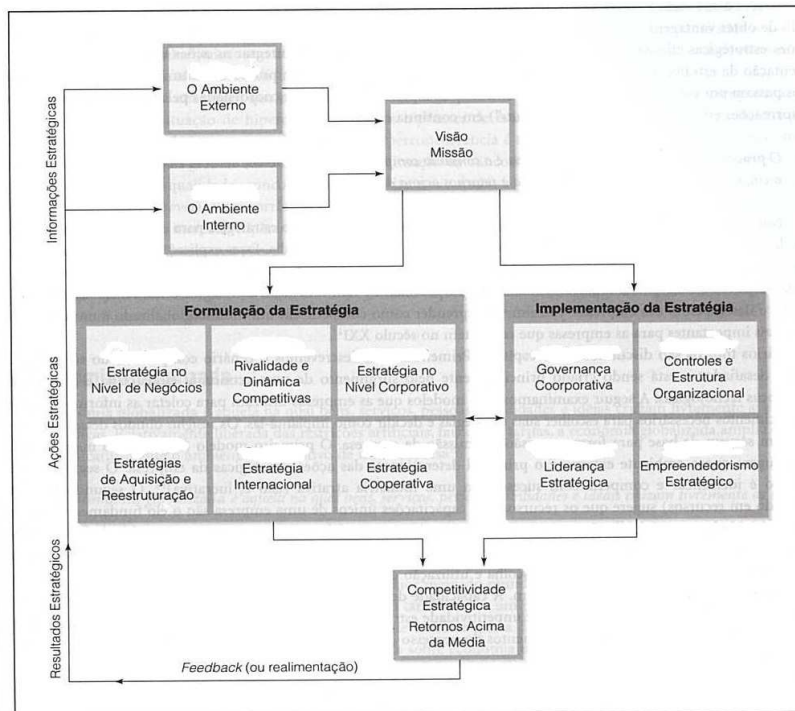 O Ambiente
Externo
Visão
Missão
O Ambiente
Interno
Informações Estratégicas
Formulação da Estratégia
Estratégia no
Nível de Negócios
Rivalidade e
Dinâmica
Competitivas
Estratégia no
Nível Corporativo
Estratégias
de Aquisição e
Reestruturação
Estratégia
Internacional
Estratégia
Cooperativa
Implementação da Estratégia
Governança
Coorporativa
Controles e
Estrutura
Organizacional
Liderança
Estratégica
Empreendedorismo
Estratégico
Ações Estratégicas
Competitividade
Estratégica
Retornos Acima
da Média
Resultados Estratégicos
Feedback (ou realimentação)